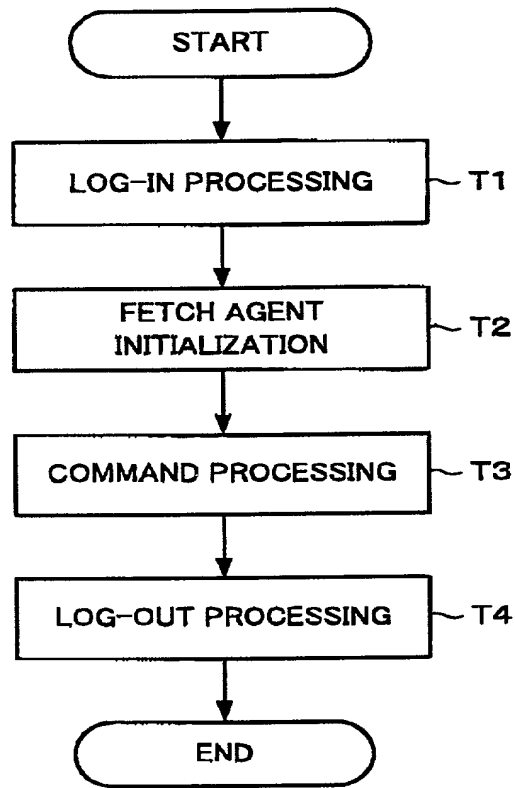 START
LOG-IN PROCESSING
T1
FETCH AGENT
INITIALIZATION
T2
COMMAND PROCESSING
T3
LOG-OUT PROCESSING
T4
END